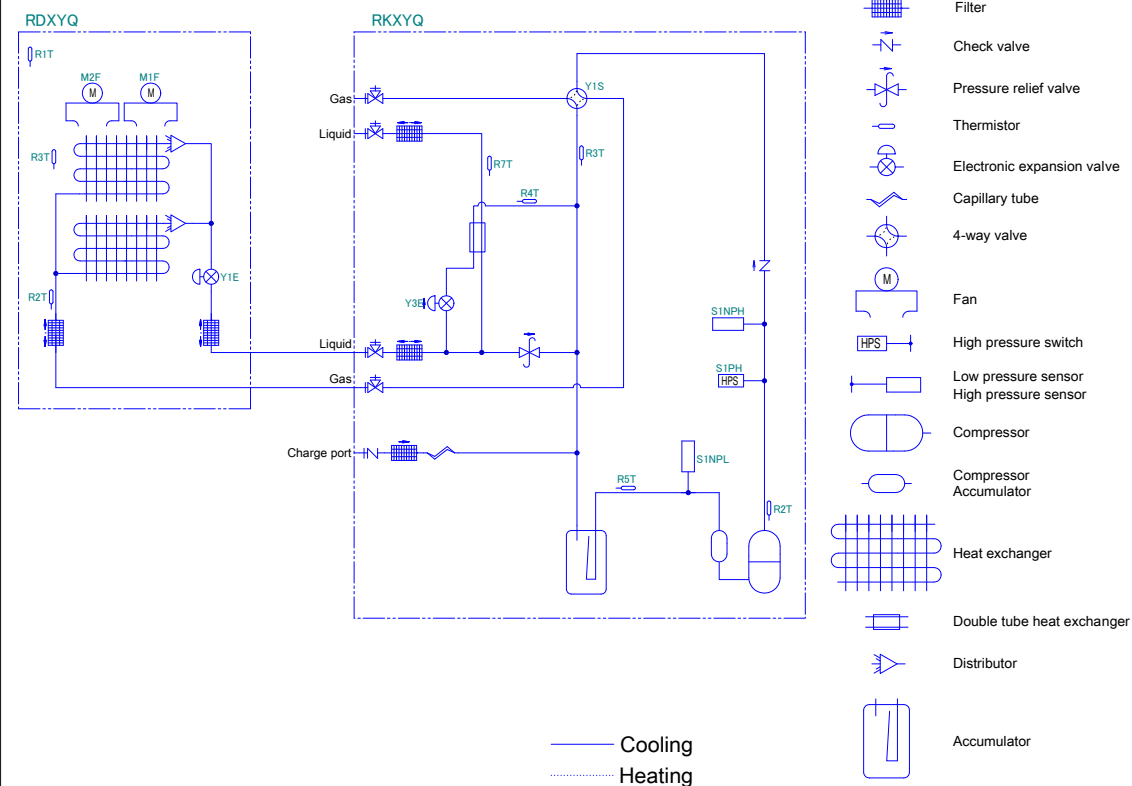 RDXYQ
R1T
M2F
M1F
M
M
R3T
R2T
Y1E
RKXYQ
Gas
Liquid
Y1S
R3T
R7T
R4T
Y3E
Liquid
Gas
S1NPH
S1PH
HPS
Charge port
S1NPL
R5T
R2T
Cooling
Heating
Filter
Check valve
Pressure relief valve
Thermistor
Electronic expansion valve
Capillary tube
4-way valve
M
Fan
HPS
High pressure switch
Low pressure sensor
High pressure sensor
Compressor
Compressor
Accumulator
Heat exchanger
Double tube heat exchanger
Distributor
Accumulator